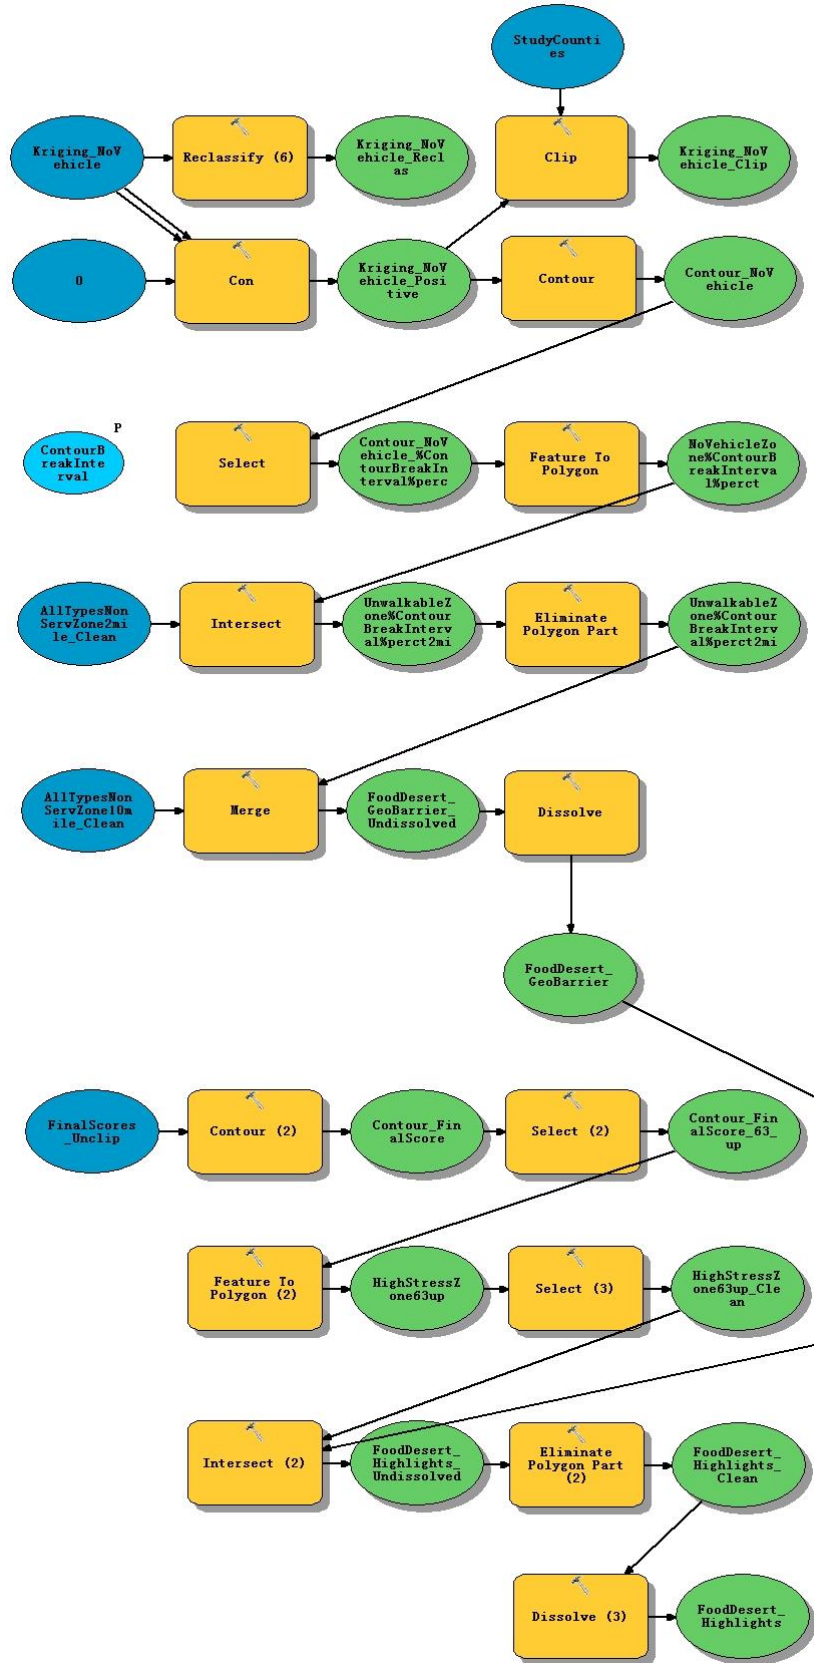 StudyCounti
es
Kriging_NoV
ehicle
Reclassify (6)
Kriging_NoV
ehicle_Recl
as
Clip
Kriging_NoV
ehicle_Clip
0
Con
Kriging_NoV
ehicle_Posi
tive
Contour
Contour_NoV
ehicle
P
ContourB
reakInte
rval
Select
Contour_NoV
ehicle_%Con
tourBreakIn
terval%perc
Feature To
Polygon
NoVehicleZo
ne%ContourB
reakInterva
l%perct
AllTypesNon
ServZone2mi
le_Clean
Intersect
UnwalkableZ
one%Contour
BreakInterv
al%perct2mi
Eliminate
Polygon Part
UnwalkableZ
one%Contour
BreakInterv
al%perct2mi
AllTypesNon
ServZone10m
ile_Clean
Merge
FoodDesert_
GeoBarrier_
Undissolved
Dissolve
FoodDesert_
GeoBarrier
FinalScores
_Unclip
Contour (2)
Contour_Fin
alScore
Select (2)
Contour_Fin
alScore_63_
up
Feature To
Polygon (2)
HighStressZ
one63up
Select (3)
HighStressZ
one63up_Cle
an
Intersect (2)
FoodDesert_
Highlights_
Undissolved
Eliminate
Polygon Part
(2)
FoodDesert_
Highlights_
Clean
Dissolve (3)
FoodDesert_
Highlights